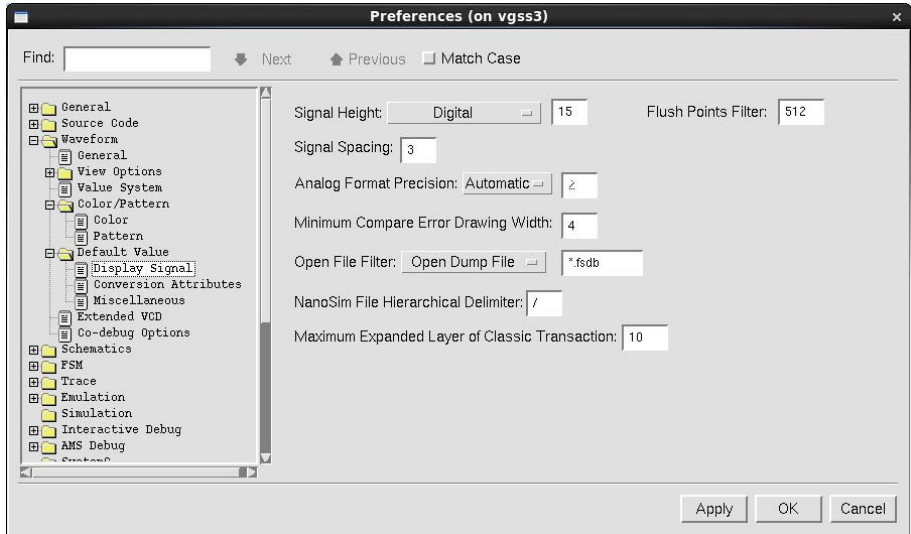 Preferences (on vgss3)
Find:
Next
Previous
Match Case
General
Source Code
Waveform
General
View Options
Value System
Color/Pattern
Color
Pattern
Default Value
Display Signal
Conversion Attributes
Miscellaneous
Extended VCD
Co-debug Options
Schematics
FSM
Trace
Emulation
Simulation
Interactive Debug
AMS Debug
Signal Height: Digital 15 Flush Points Filter: 512
Signal Spacing: 3
Analog Format Precision: Automatic 2
Minimum Compare Error Drawing Width: 4
Open File Filter: Open Dump File *.fsdb
NanoSim File Hierarchical Delimiter: /
Maximum Expanded Layer of Classic Transaction: 10
Apply OK Cancel